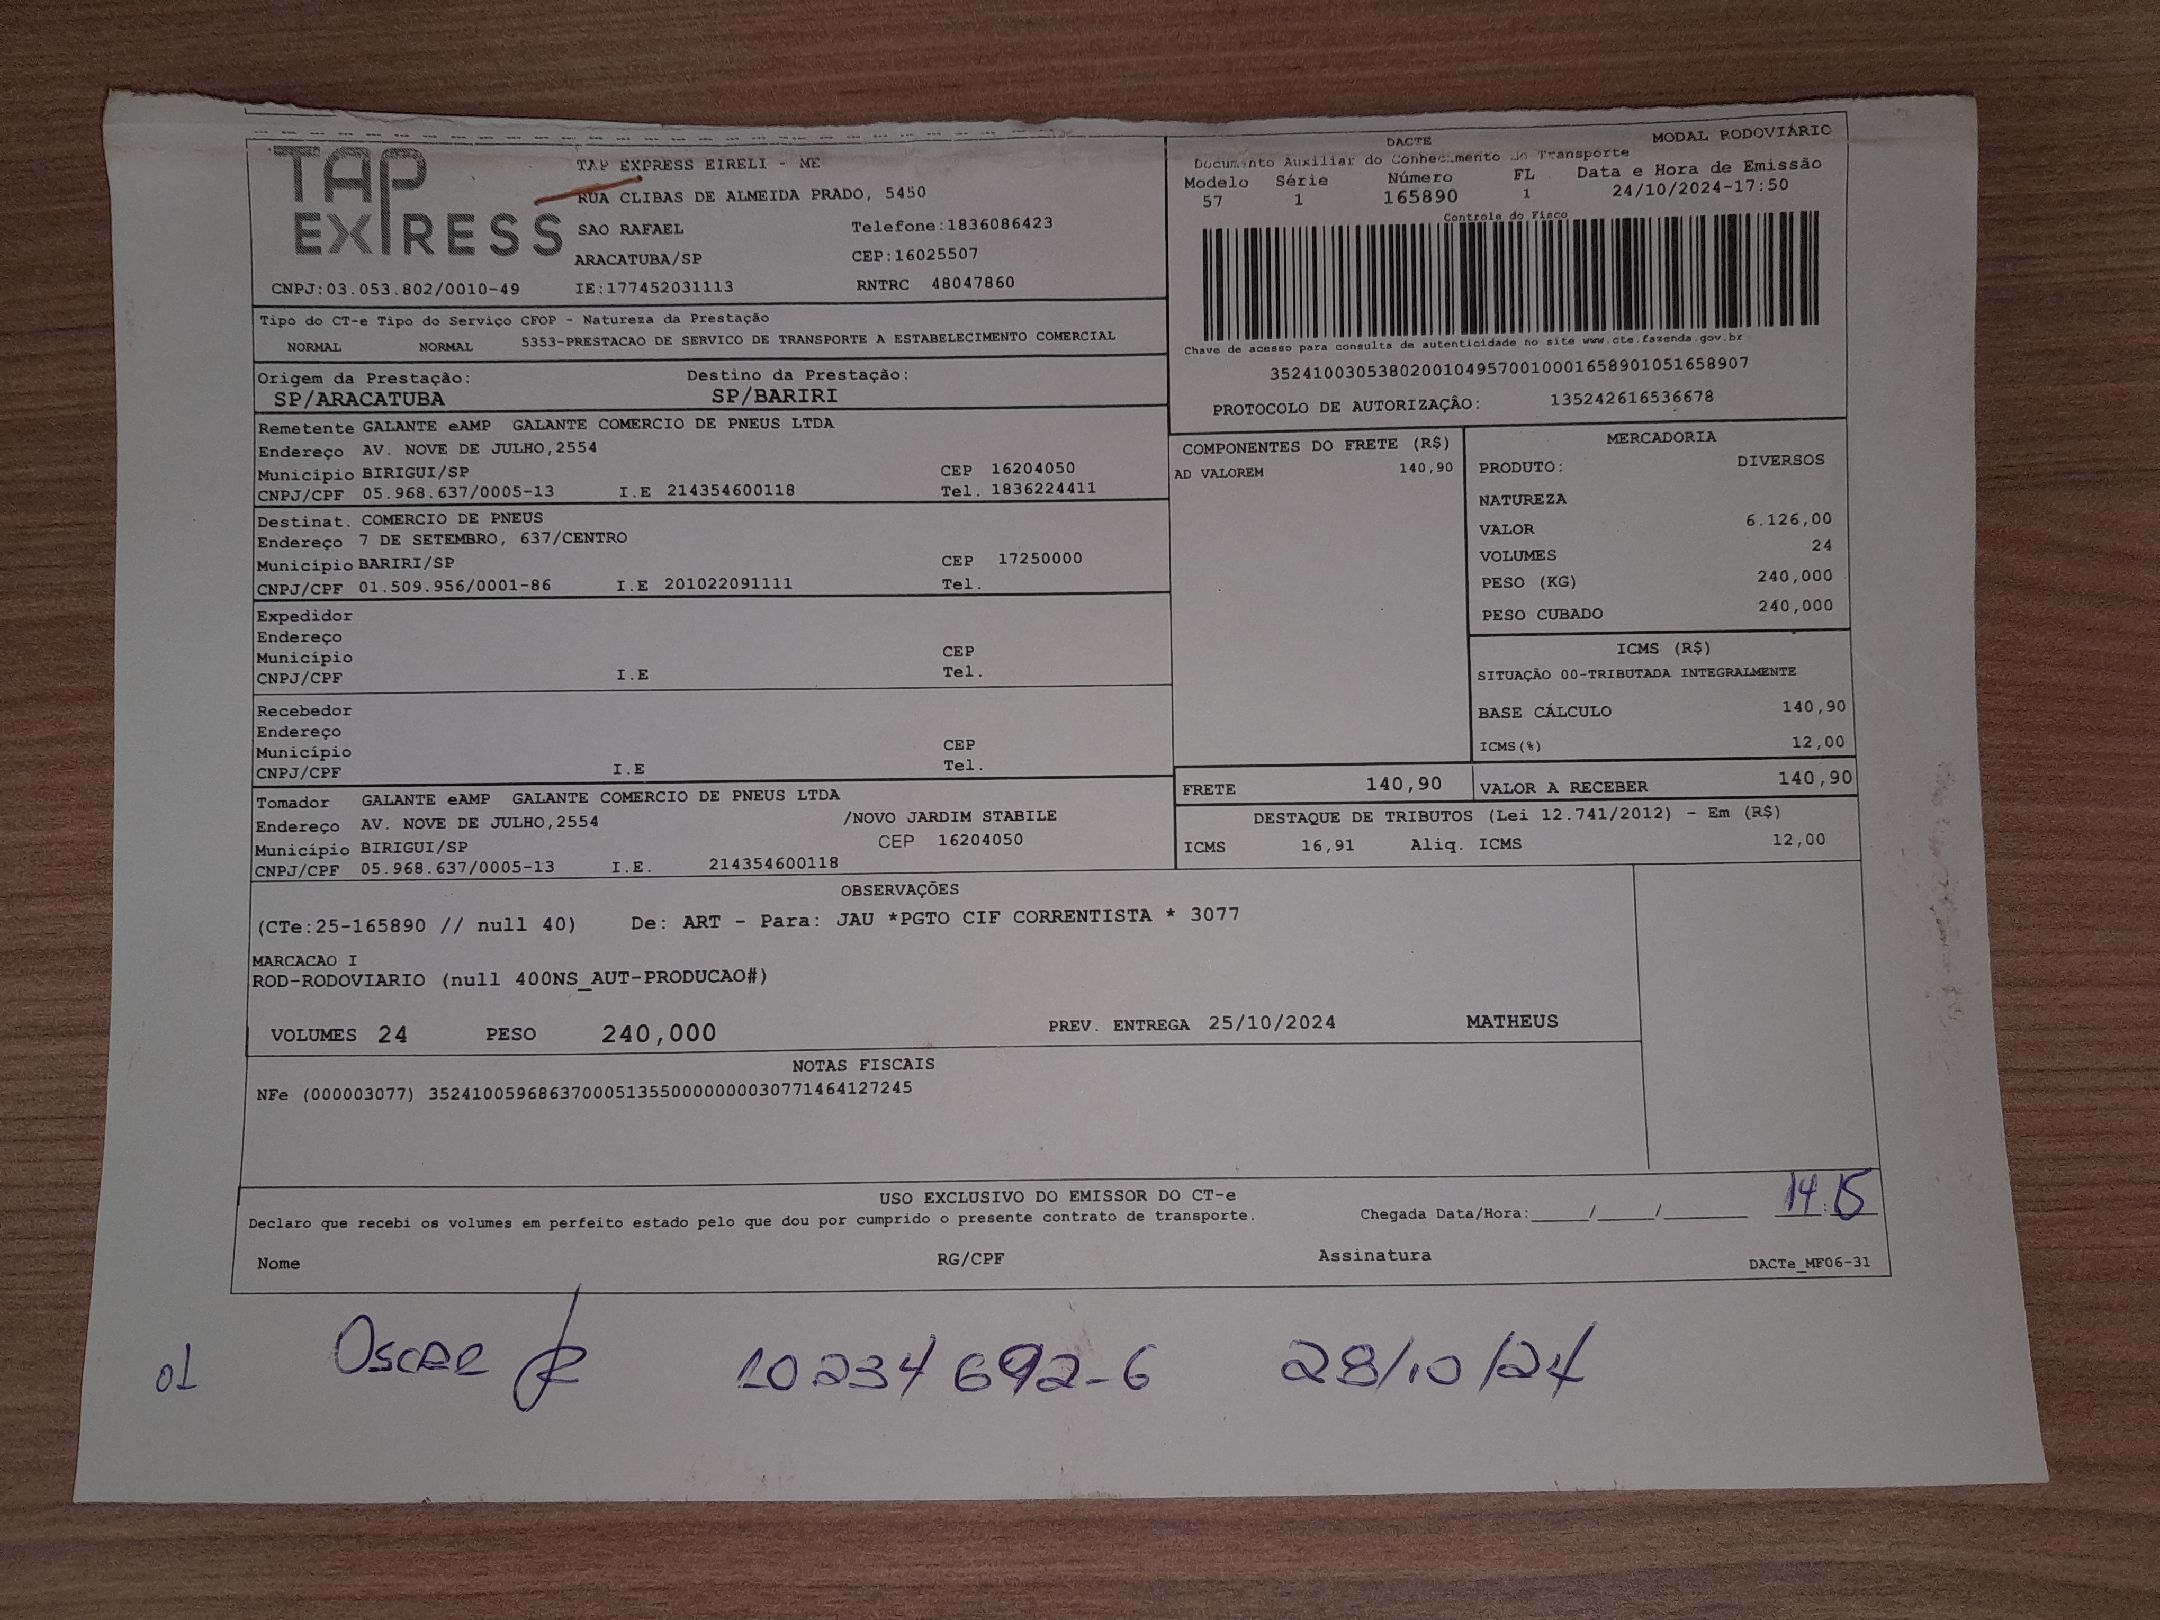 TAP EXPRESS
TAP EXPRESS EIRELI - ME
RUA CLIBAS DE ALMEIDA PRADO, 5450
SAO RAFAEL Telefone:1836086423
ARACATUBA/SP CEP:16025507
CNPJ:03.053.802/0010-49 IE:177452031113 RNTRC 48047860
DACTE MODAL RODOVIÁRIO
Documento Auxiliar do Conhecimento do Transporte
Modelo Série Número FL Data e Hora de Emissão
57 1 165890 1 24/10/2024-17:50
Controle do Fisco
Chave de acesso para consulta de autenticidade no site www.cte.fazenda.gov.br
35241003053802001049570010001658901051658907
PROTOCOLO DE AUTORIZAÇÂO: 135242616536678
Tipo do CT-e Tipo do Serviço CFOP - Natureza da Prestação
NORMAL NORMAL 5353-PRESTACAO DE SERVICO DE TRANSPORTE A ESTABELECIMENTO COMERCIAL
Origem da Prestação: Destino da Prestação:
SP/ARACATUBA SP/BARIRI
Remetente GALANTE eAMP GALANTE COMERCIO DE PNEUS LTDA
Endereço AV. NOVE DE JULHO,2554
Município BIRIGUI/SP CEP 16204050
CNPJ/CPF 05.968.637/0005-13 I.E 214354600118 Tel. 1836224411
Destinat. COMERCIO DE PNEUS
Endereço 7 DE SETEMBRO, 637/CENTRO
Município BARIRI/SP CEP 17250000
CNPJ/CPF 01.509.956/0001-86 I.E 201022091111 Tel.
Expedidor
Endereço
Município CEP
CNPJ/CPF I.E Tel.
Recebedor
Endereço
Município CEP
CNPJ/CPF I.E Tel.
Tomador GALANTE eAMP GALANTE COMERCIO DE PNEUS LTDA
Endereço AV. NOVE DE JULHO,2554 /NOVO JARDIM STABILE
Município BIRIGUI/SP CEP 16204050
CNPJ/CPF 05.968.637/0005-13 I.E. 214354600118
COMPONENTES DO FRETE (R$)
AD VALOREM 140,90
MERCADORIA
PRODUTO: DIVERSOS
NATUREZA
VALOR 6.126,00
VOLUMES 24
PESO (KG) 240,000
PESO CUBADO 240,000
ICMS (R$)
SITUAÇÃO 00-TRIBUTADA INTEGRALMENTE
BASE CÁLCULO 140,90
ICMS(%) 12,00
FRETE 140,90 VALOR A RECEBER 140,90
DESTAQUE DE TRIBUTOS (Lei 12.741/2012) - Em (R$)
ICMS 16,91 Aliq. ICMS 12,00
OBSERVAÇÕES
(CTe:25-165890 // null 40) De: ART - Para: JAU *PGTO CIF CORRENTISTA * 3077
MARCACAO I
ROD-RODOVIARIO (null 400NS_AUT-PRODUCAO#)
VOLUMES 24 PESO 240,000 PREV. ENTREGA 25/10/2024 MATHEUS
NOTAS FISCAIS
NFe (000003077) 35241005968637000513550000000030771464127245
USO EXCLUSIVO DO EMISSOR DO CT-e
Declaro que recebi os volumes em perfeito estado pelo que dou por cumprido o presente contrato de transporte. Chegada Data/Hora:_____/_____/________ 14:15
Nome RG/CPF Assinatura DACTe_MF06-31
01 Oscar 10234692-6 28/10/24